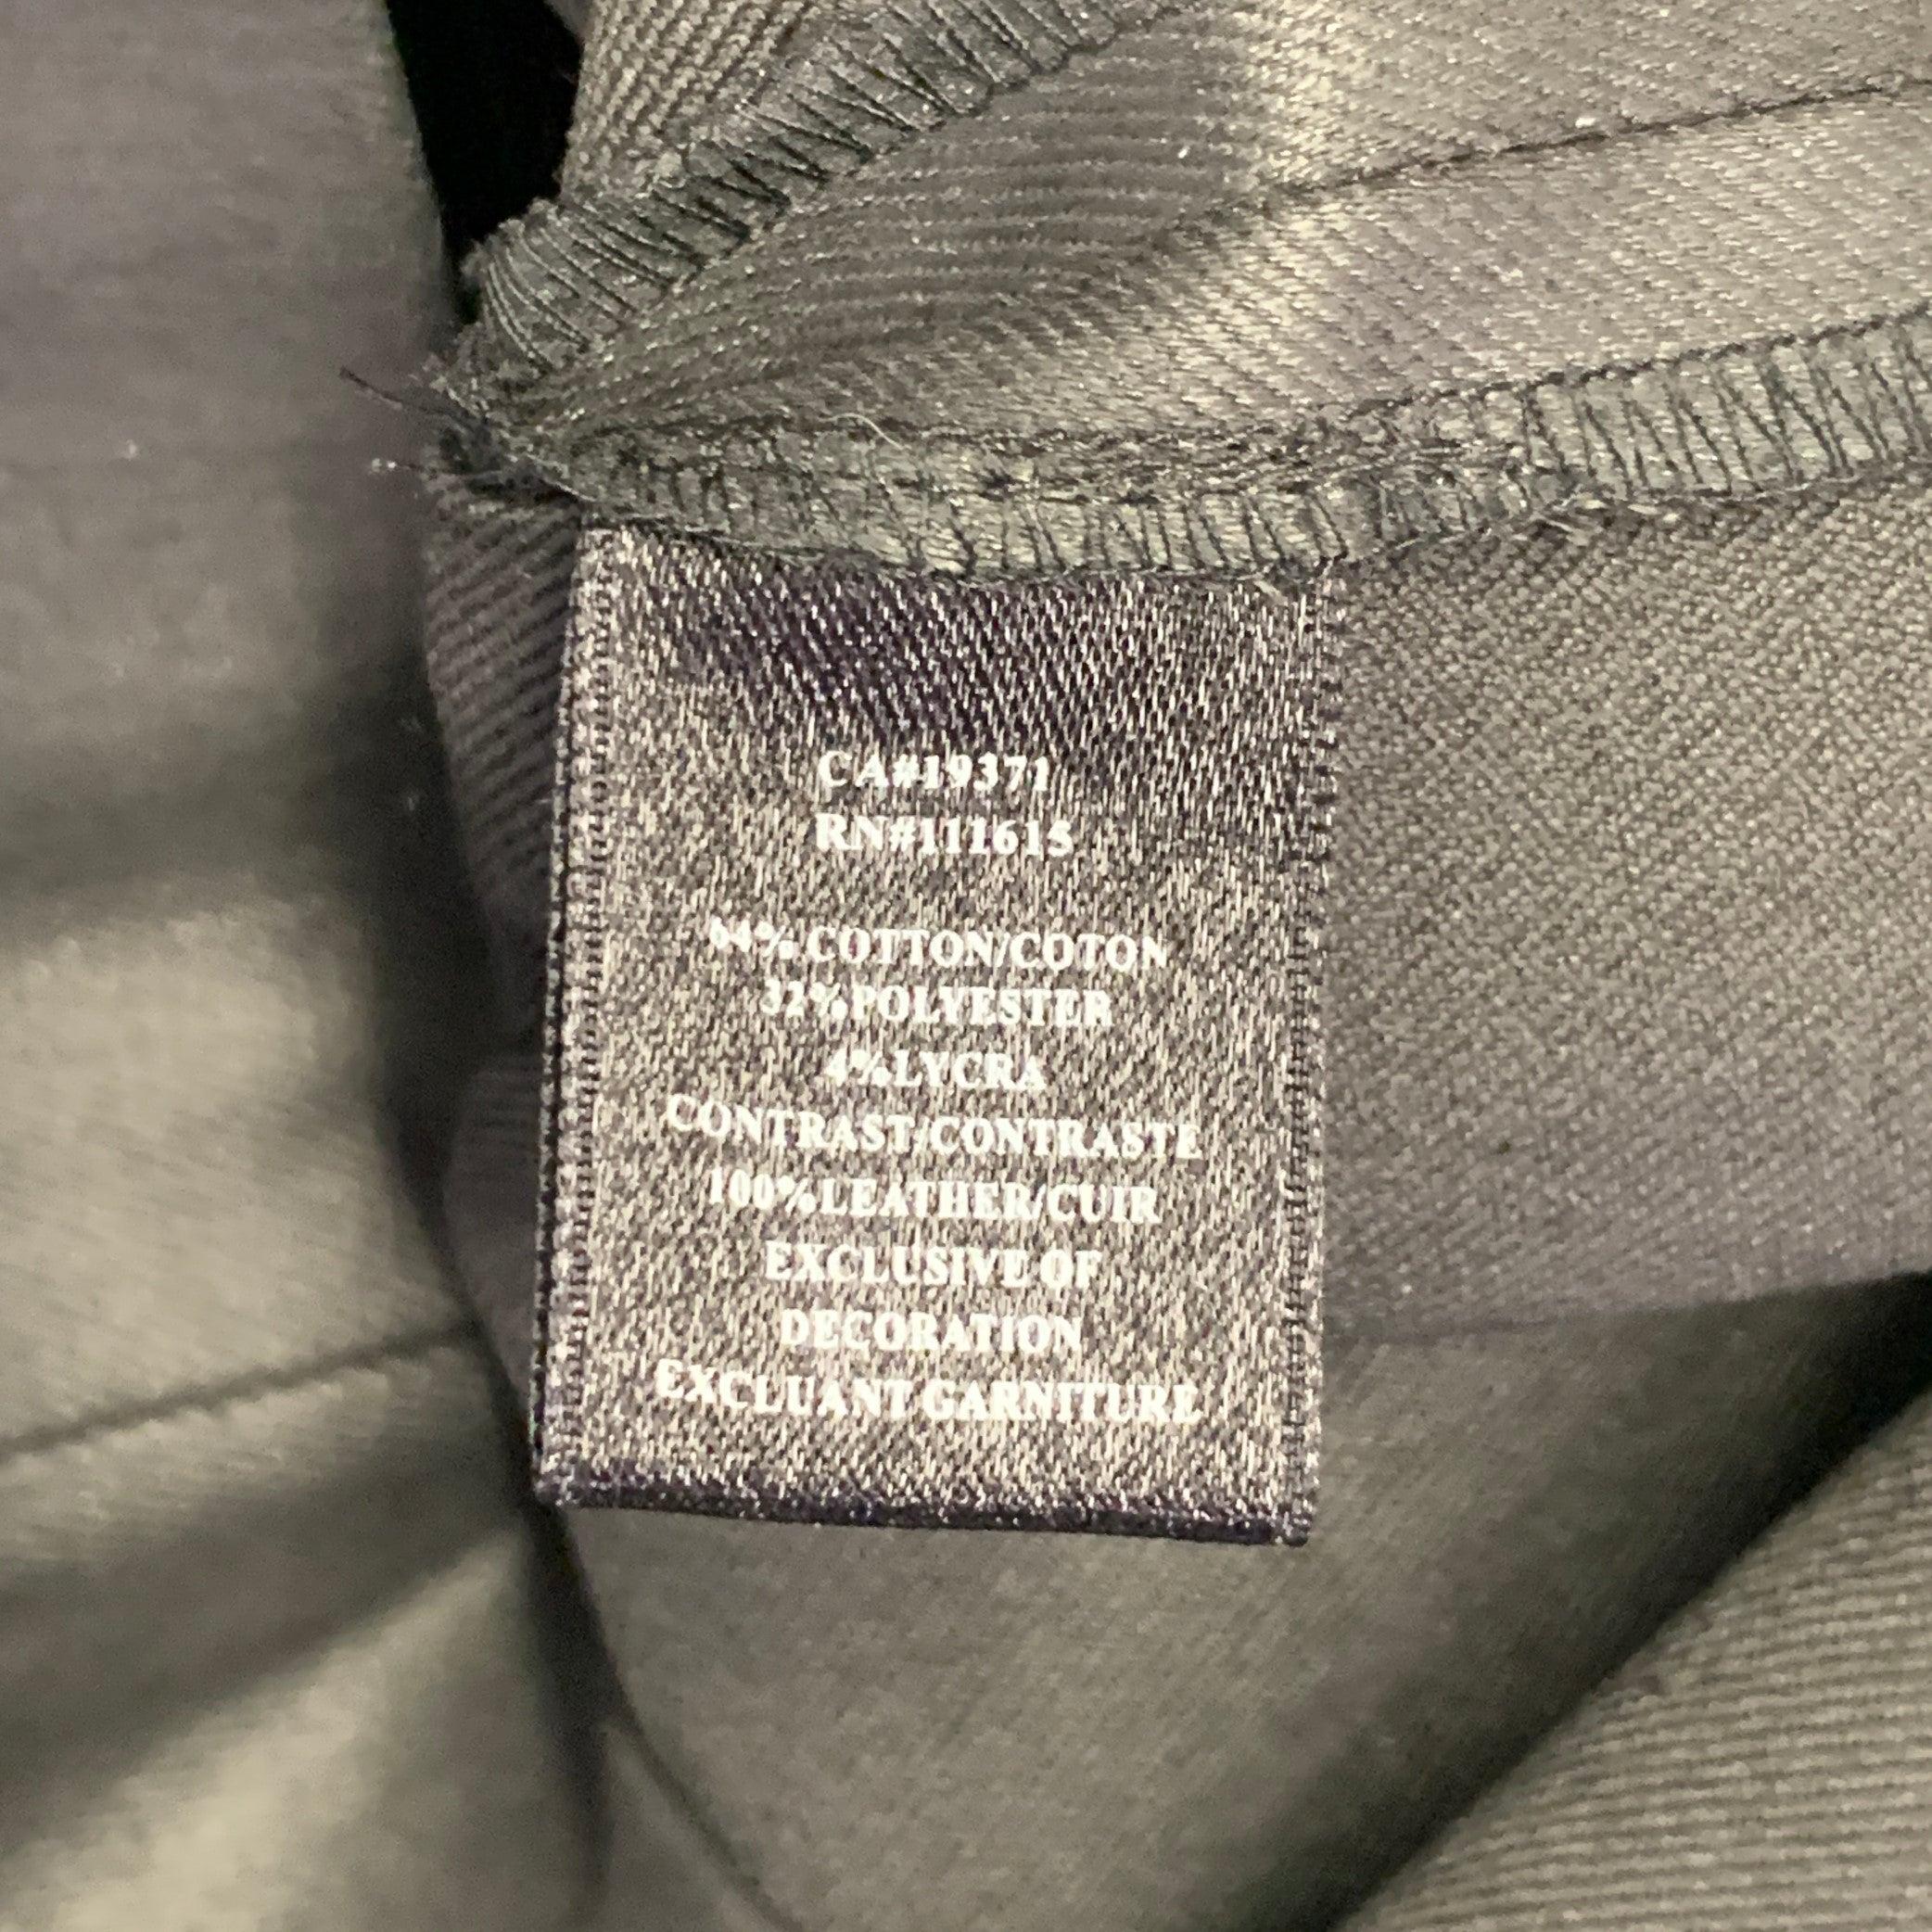 CA#19371
RN#111615
64%COTTON/COTON
32%POLYESTER
4%LYCRA
CONTRAST/CONTRASTE
100%LEATHER/CUIR
EXCLUSIVE OF
DECORATION
EXCLUANT GARNITURE